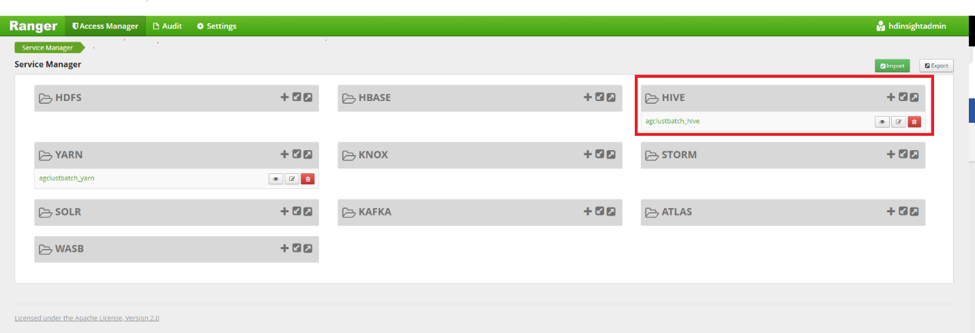 Ranger Access Manager Audit Settings hdinsightadmin
Service Manager
Service Manager Import Export
HDFS HBASE HIVE
agclustbatch_hive
YARN KNOX STORM
agclustbatch_yarn
SOLR KAFKA ATLAS
WASB
Licensed under the Apache License, Version 2.0